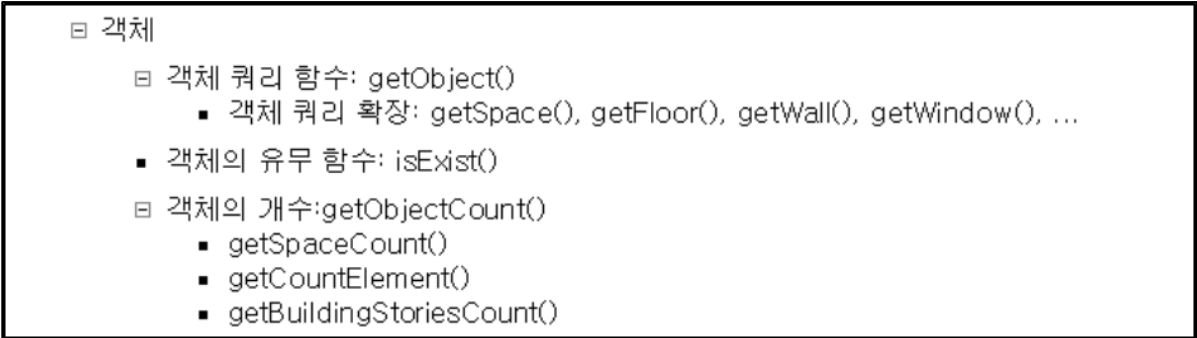 객체
객체 쿼리 함수: getObject()
객체 쿼리 확장: getSpace(), getFloor(), getWall(), getWindow(), ...
객체의 유무 함수: isExist()
객체의 개수:getObjectCount()
getSpaceCount()
getCountElement()
getBuildingStoriesCount()